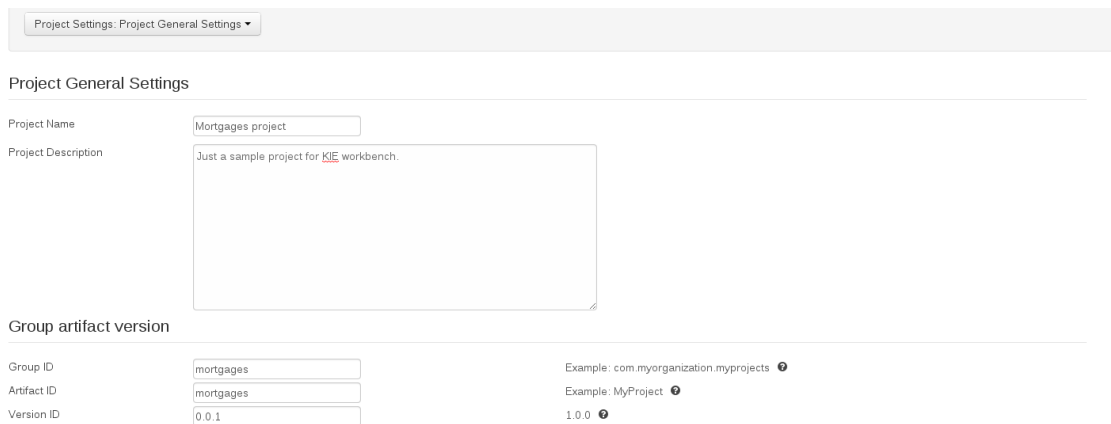 Project Settings: Project General Settings
Project General Settings
Project Name
Mortgages project
Project Description
Just a sample project for KIE workbench.
Group artifact version
Group ID
mortgages
Example: com.myorganization.myprojects
Artifact ID
mortgages
Example: MyProject
Version ID
0.0.1
1.0.0